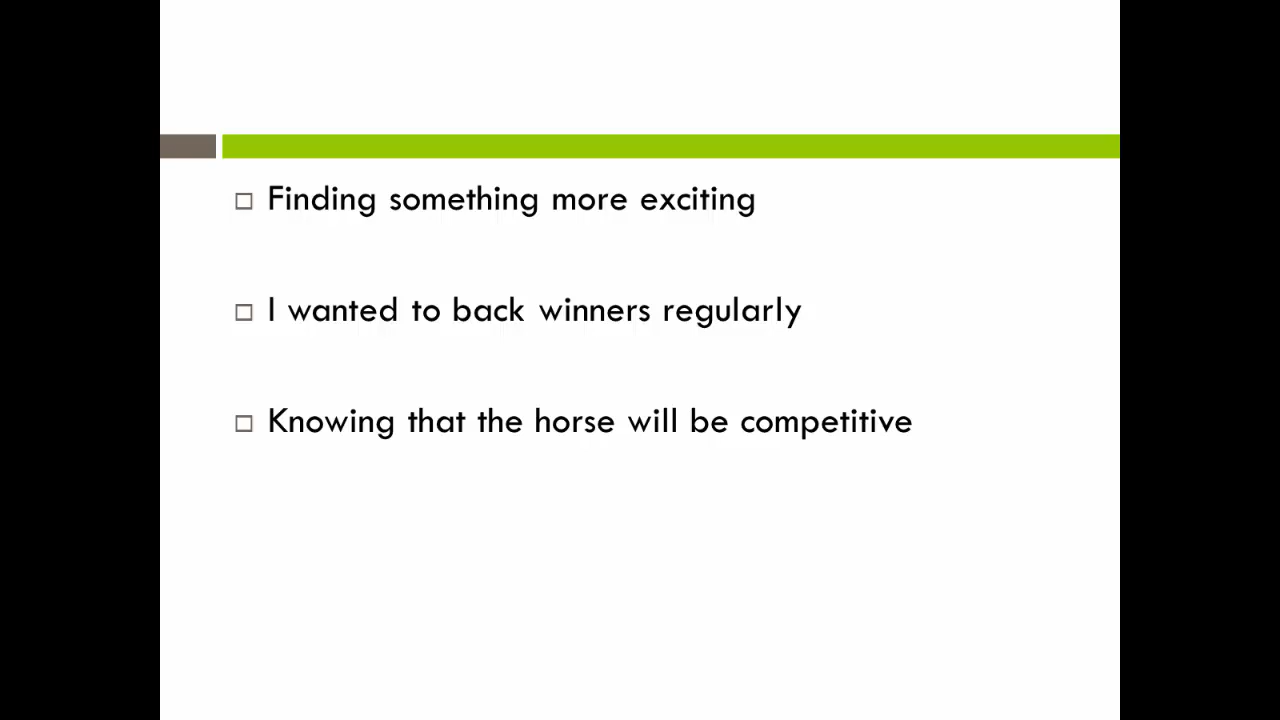 Finding something more exciting
I wanted to back winners regularly
Knowing that the horse will be competitive